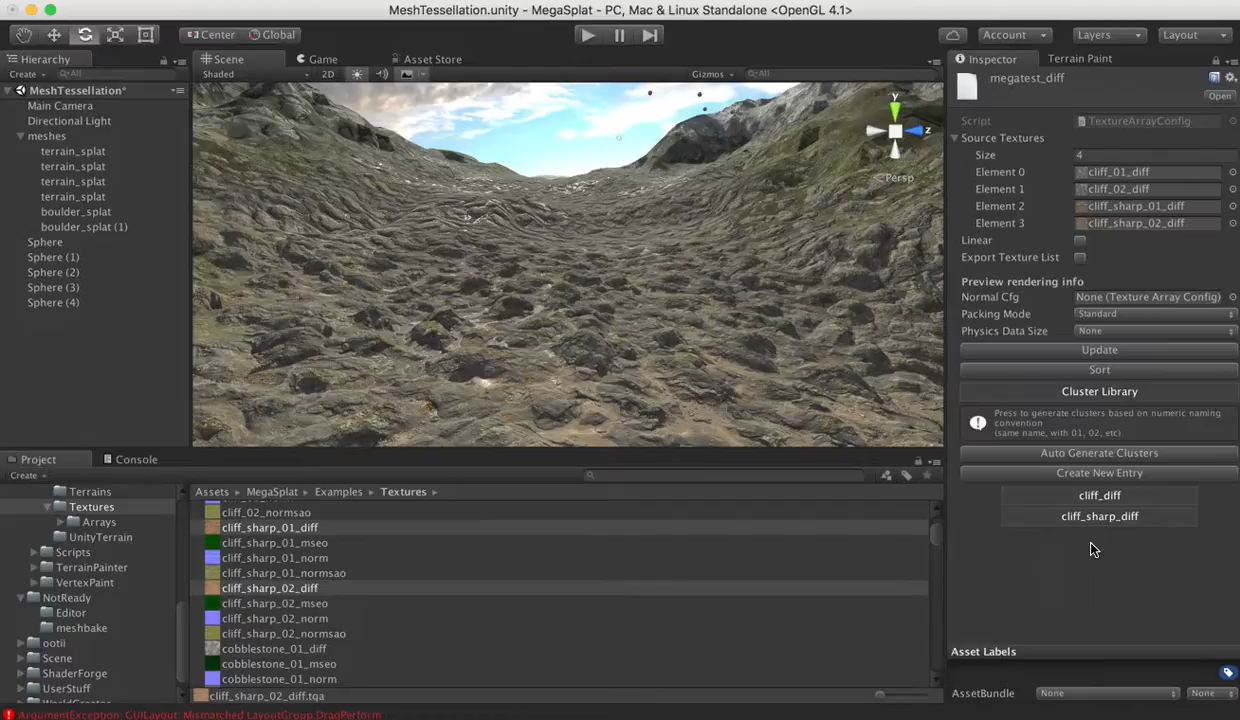 MeshTessellation.unity - MegaSplat - PC, Mac & Linux Standalone <OpenGL 4.1>
Center Global
Account Layers Layout
Hierarchy
Create All
MeshTessellation*
Main Camera
Directional Light
meshes
terrain_splat
terrain_splat
terrain_splat
terrain_splat
boulder_splat
boulder_splat (1)
Sphere
Sphere (1)
Sphere (2)
Sphere (3)
Sphere (4)
Scene Game Asset Store
Shaded 2D Gizmos All
y
z
Persp
Inspector Terrain Paint
megatest_diff
Open
Script TextureArrayConfig
Source Textures
Size 4
Element 0 cliff_01_diff
Element 1 cliff_02_diff
Element 2 cliff_sharp_01_diff
Element 3 cliff_sharp_02_diff
Linear
Export Texture List
Preview rendering info
Normal Cfg None (Texture Array Config)
Packing Mode Standard
Physics Data Size None
Update
Sort
Cluster Library
Press to generate clusters based on numeric naming
convention
(same name, with 01, 02, etc)
Auto Generate Clusters
Create New Entry
cliff_diff
cliff_sharp_diff
Asset Labels
AssetBundle None None
Project Console
Create
Terrains
Textures
Arrays
UnityTerrain
Scripts
TerrainPainter
VertexPaint
NotReady
Editor
meshbake
ootii
Scene
ShaderForge
UserStuff
Assets MegaSplat Examples Textures
cliff_02_normsao
cliff_sharp_01_diff
cliff_sharp_01_mseo
cliff_sharp_01_norm
cliff_sharp_01_normsao
cliff_sharp_02_diff
cliff_sharp_02_mseo
cliff_sharp_02_norm
cliff_sharp_02_normsao
cobblestone_01_diff
cobblestone_01_mseo
cobblestone_01_norm
cliff_sharp_02_diff.tga
ArgumentException: GUILayout: Mismatched LayoutGroup.DragPerform